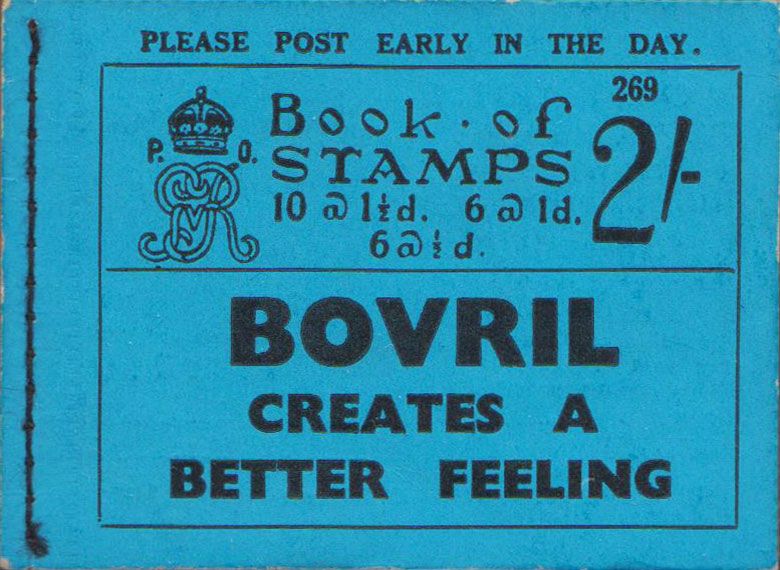 PLEASE POST EARLY IN THE DAY.
269
P. O.
Book · of
STAMPS
2/-
10 @ 1½d. 6 @ 1d.
6 @ ½d.
BOVRIL
CREATES A
BETTER FEELING